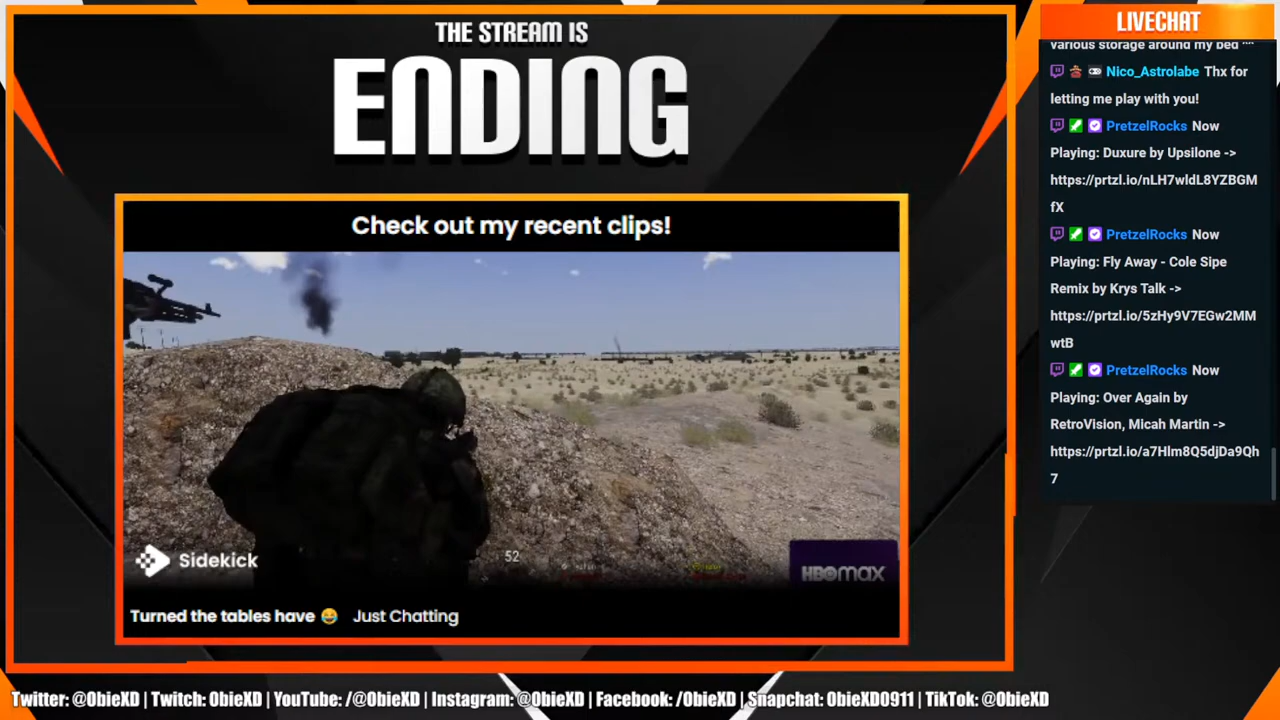 THE STREAM IS
ENDING
Check out my recent clips!
Sidekick
52
HBOMAX
Turned the tables have 😂 Just Chatting
LIVECHAT
various storage around my bed ^^
Nico_Astrolabe Thx for
letting me play with you!
PretzelRocks Now
Playing: Duxure by Upsilone ->
https://prtzl.io/nLH7wldL8YZBGM
fX
PretzelRocks Now
Playing: Fly Away - Cole Sipe
Remix by Krys Talk ->
https://prtzl.io/5zHy9V7EGw2MM
wtB
PretzelRocks Now
Playing: Over Again by
RetroVision, Micah Martin ->
https://prtzl.io/a7Hlm8Q5djDa9Qh
7
Twitter: @ObieXD | Twitch: ObieXD | YouTube: /@ObieXD | Instagram: @ObieXD | Facebook: /ObieXD | Snapchat: ObieXD0911 | TikTok: @ObieXD